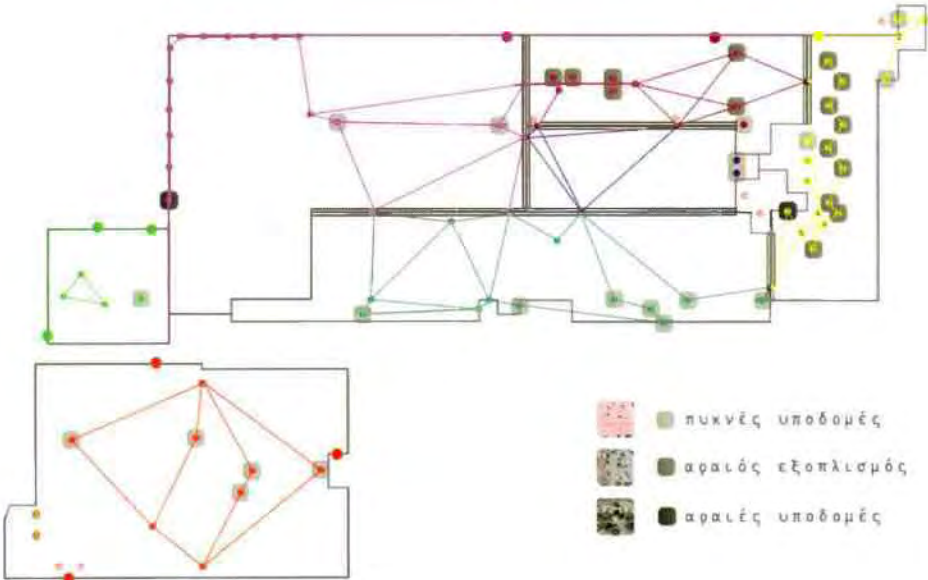 πυκνές υποδομές
αραιός εξοπλισμός
αραιές υποδομές